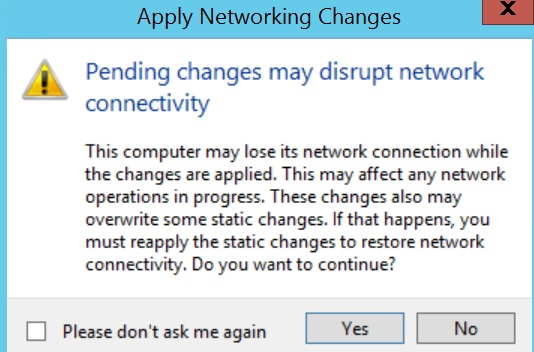 Apply Networking Changes
X
Pending changes may disrupt network
connectivity
This computer may lose its network connection while
the changes are applied. This may affect any network
operations in progress. These changes also may
overwrite some static changes. If that happens, you
must reapply the static changes to restore network
connectivity. Do you want to continue?
Please don't ask me again
Yes
No